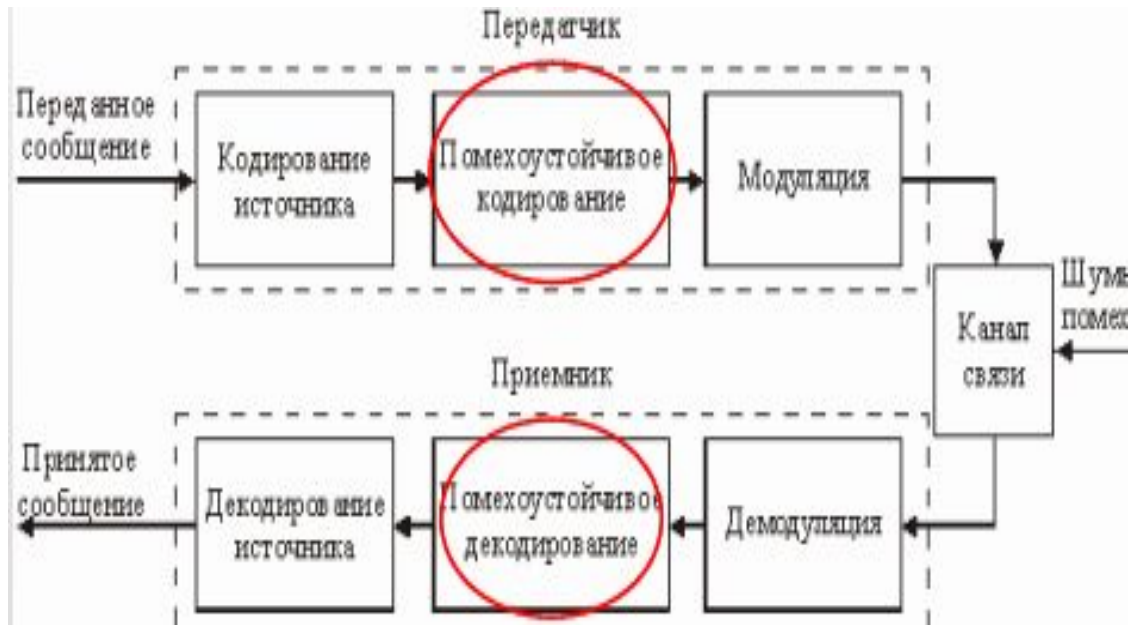 Передатчик
Переданное
сообщение
Кодирование
источника
Помехоустойчивое
кодирование
Модуляция
Канал
связи
Приемник
Принятое
сообщение
Декодирование
источника
Помехоустойчивое
декодирование
Демодуляция